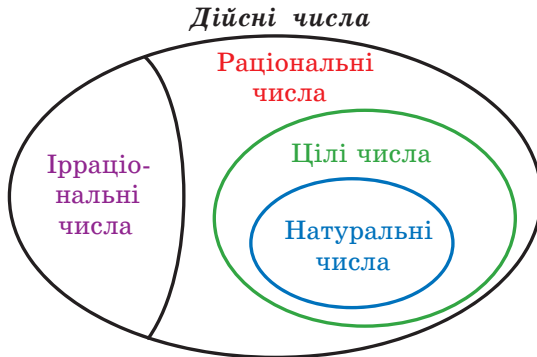 Дійсні числа
Раціональні
числа
Ірраціо-
нальні
числа
Цілі числа
Натуральні
числа